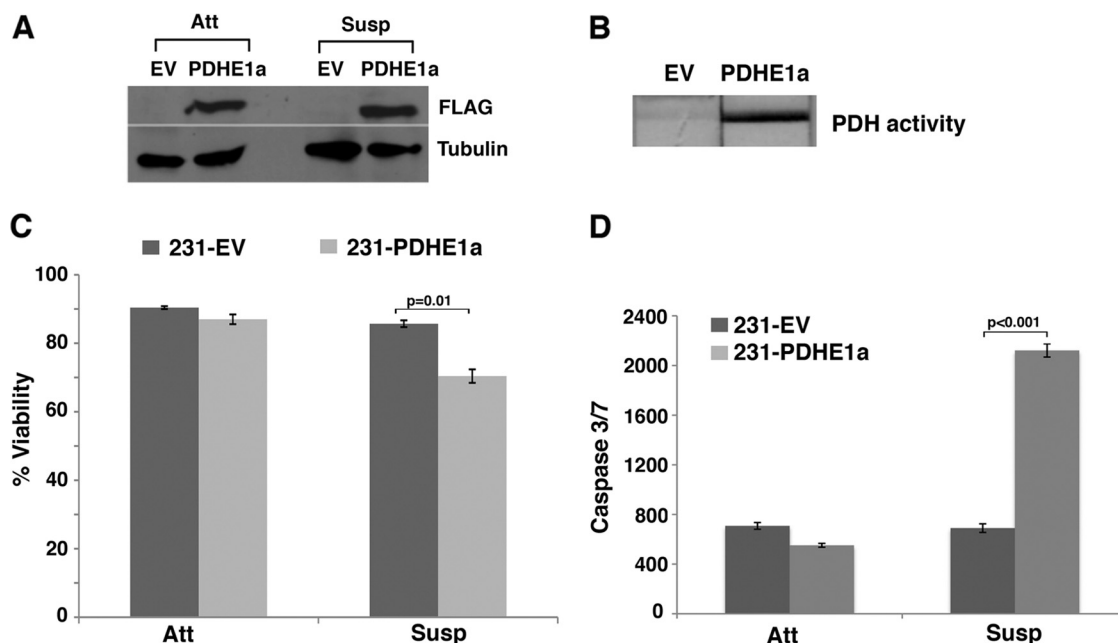 A
Att Susp
EV PDHE1a EV PDHE1a
FLAG
Tubulin
B
EV PDHE1a
PDH activity
C
231-EV 231-PDHE1a
100
80
60
40
20
0
% Viability
p=0.01
Att Susp
D
231-EV
231-PDHE1a
2400
2000
1600
1200
800
400
0
Caspase 3/7
p<0.001
Att Susp